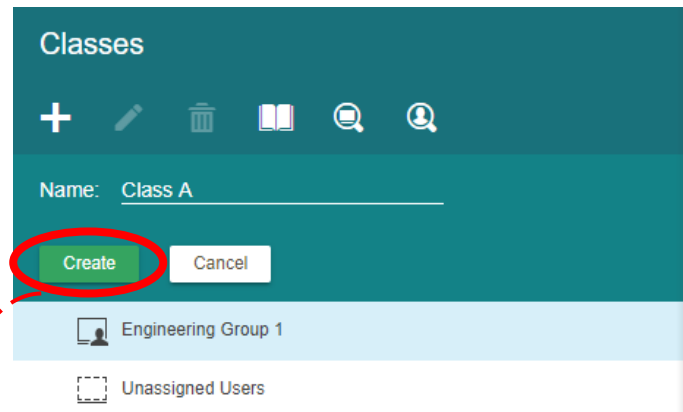 Classes
Name: Class A
Create Cancel
Engineering Group 1
Unassigned Users